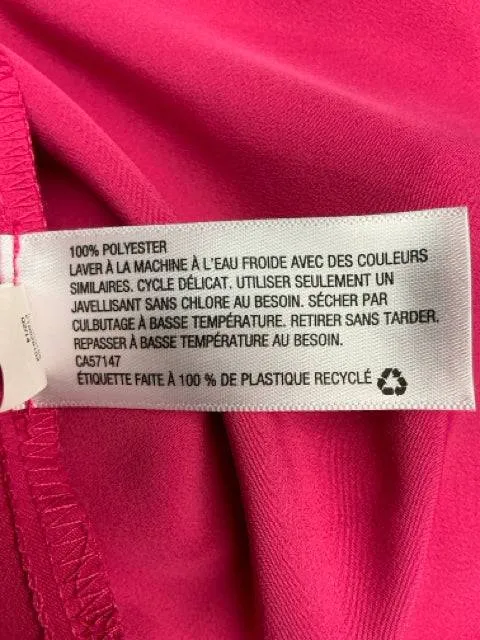 100% POLYESTER
LAVER À LA MACHINE À L'EAU FROIDE AVEC DES COULEURS
SIMILAIRES. CYCLE DÉLICAT. UTILISER SEULEMENT UN
JAVELLISANT SANS CHLORE AU BESOIN. SÉCHER PAR
CULBUTAGE À BASSE TEMPÉRATURE. RETIRER SANS TARDER.
REPASSER À BASSE TEMPÉRATURE AU BESOIN.
CA57147
ÉTIQUETTE FAITE À 100 % DE PLASTIQUE RECYCLÉ